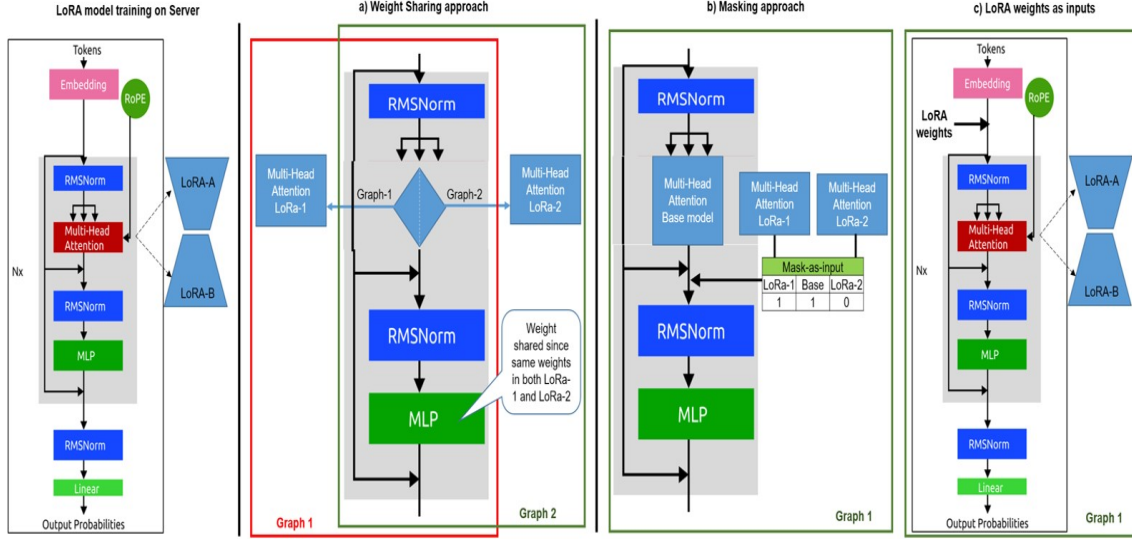 LoRA model training on Server
Tokens
Embedding
RoPE
RMSNorm
Multi-Head
Attention
Nx
RMSNorm
MLP
RMSNorm
Linear
Output Probabilities
LoRA-A
LoRA-B
a) Weight Sharing approach
RMSNorm
Multi-Head
Attention
LoRa-1
Graph-1
Graph-2
Multi-Head
Attention
LoRa-2
RMSNorm
Weight
shared since
same weights
in both LoRa-
1 and LoRa-2
MLP
Graph 1
Graph 2
b) Masking approach
RMSNorm
Multi-Head
Attention
Base model
Multi-Head
Attention
LoRa-1
Multi-Head
Attention
LoRa-2
Mask-as-input
LoRa-1 Base LoRa-2
1 1 0
RMSNorm
MLP
Graph 1
c) LoRA weights as inputs
Tokens
Embedding
RoPE
LoRA
weights
RMSNorm
Multi-Head
Attention
Nx
RMSNorm
MLP
RMSNorm
Linear
Output Probabilities
LoRA-A
LoRA-B
Graph 1